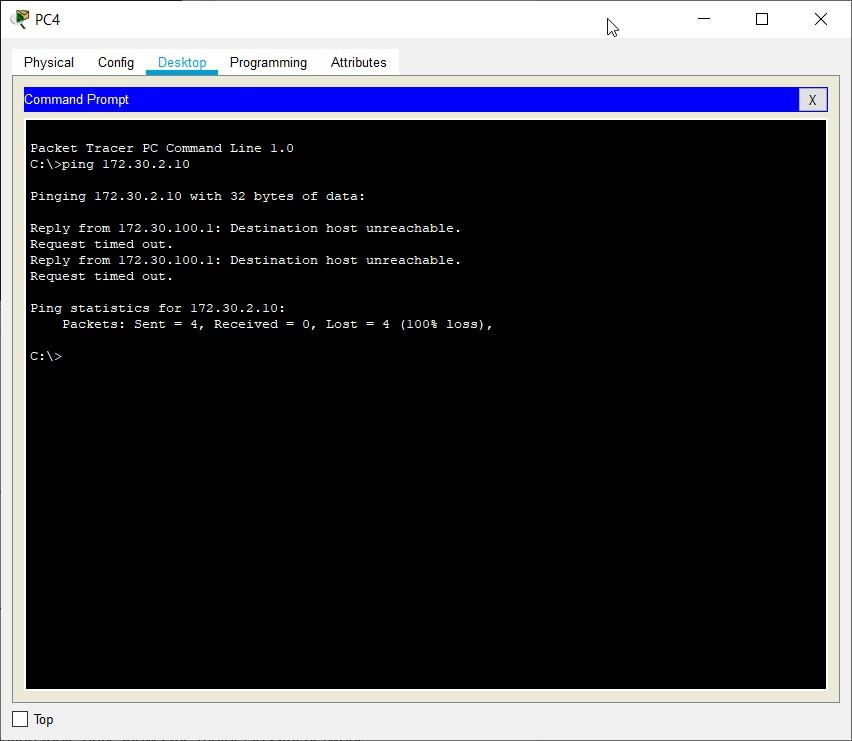 PC4
Physical Config Desktop Programming Attributes
Command Prompt X
Packet Tracer PC Command Line 1.0
C:\>ping 172.30.2.10
Pinging 172.30.2.10 with 32 bytes of data:
Reply from 172.30.100.1: Destination host unreachable.
Request timed out.
Reply from 172.30.100.1: Destination host unreachable.
Request timed out.
Ping statistics for 172.30.2.10:
Packets: Sent = 4, Received = 0, Lost = 4 (100% loss),
C:\>
Top